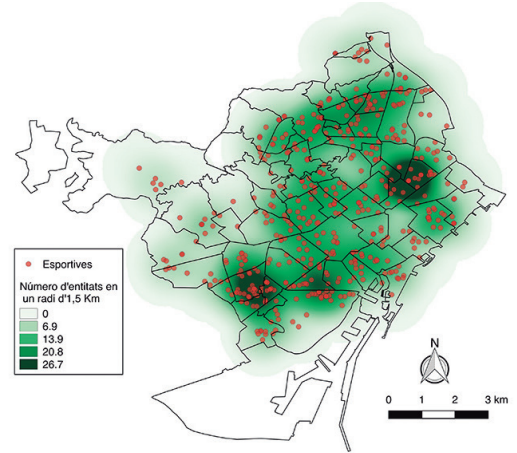 Esportives
Número d'entitats en
un radi d'1,5 Km
0
6.9
13.9
20.8
26.7
N
0 1 2 3 km